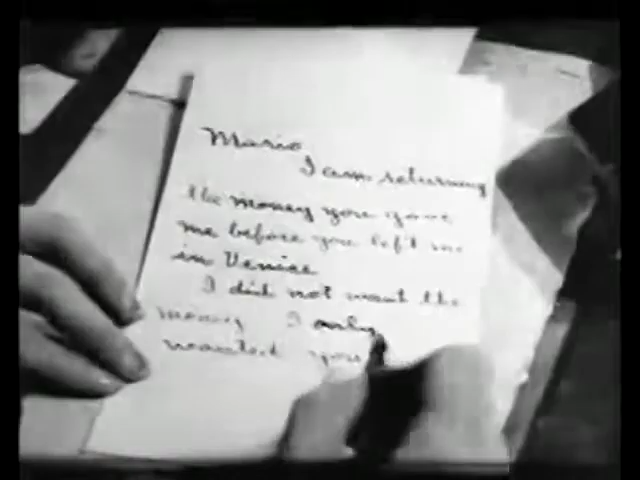 Mario
I am returning
the money you gave
me before you left me
in Venice
I did not want the
money I only
wanted you